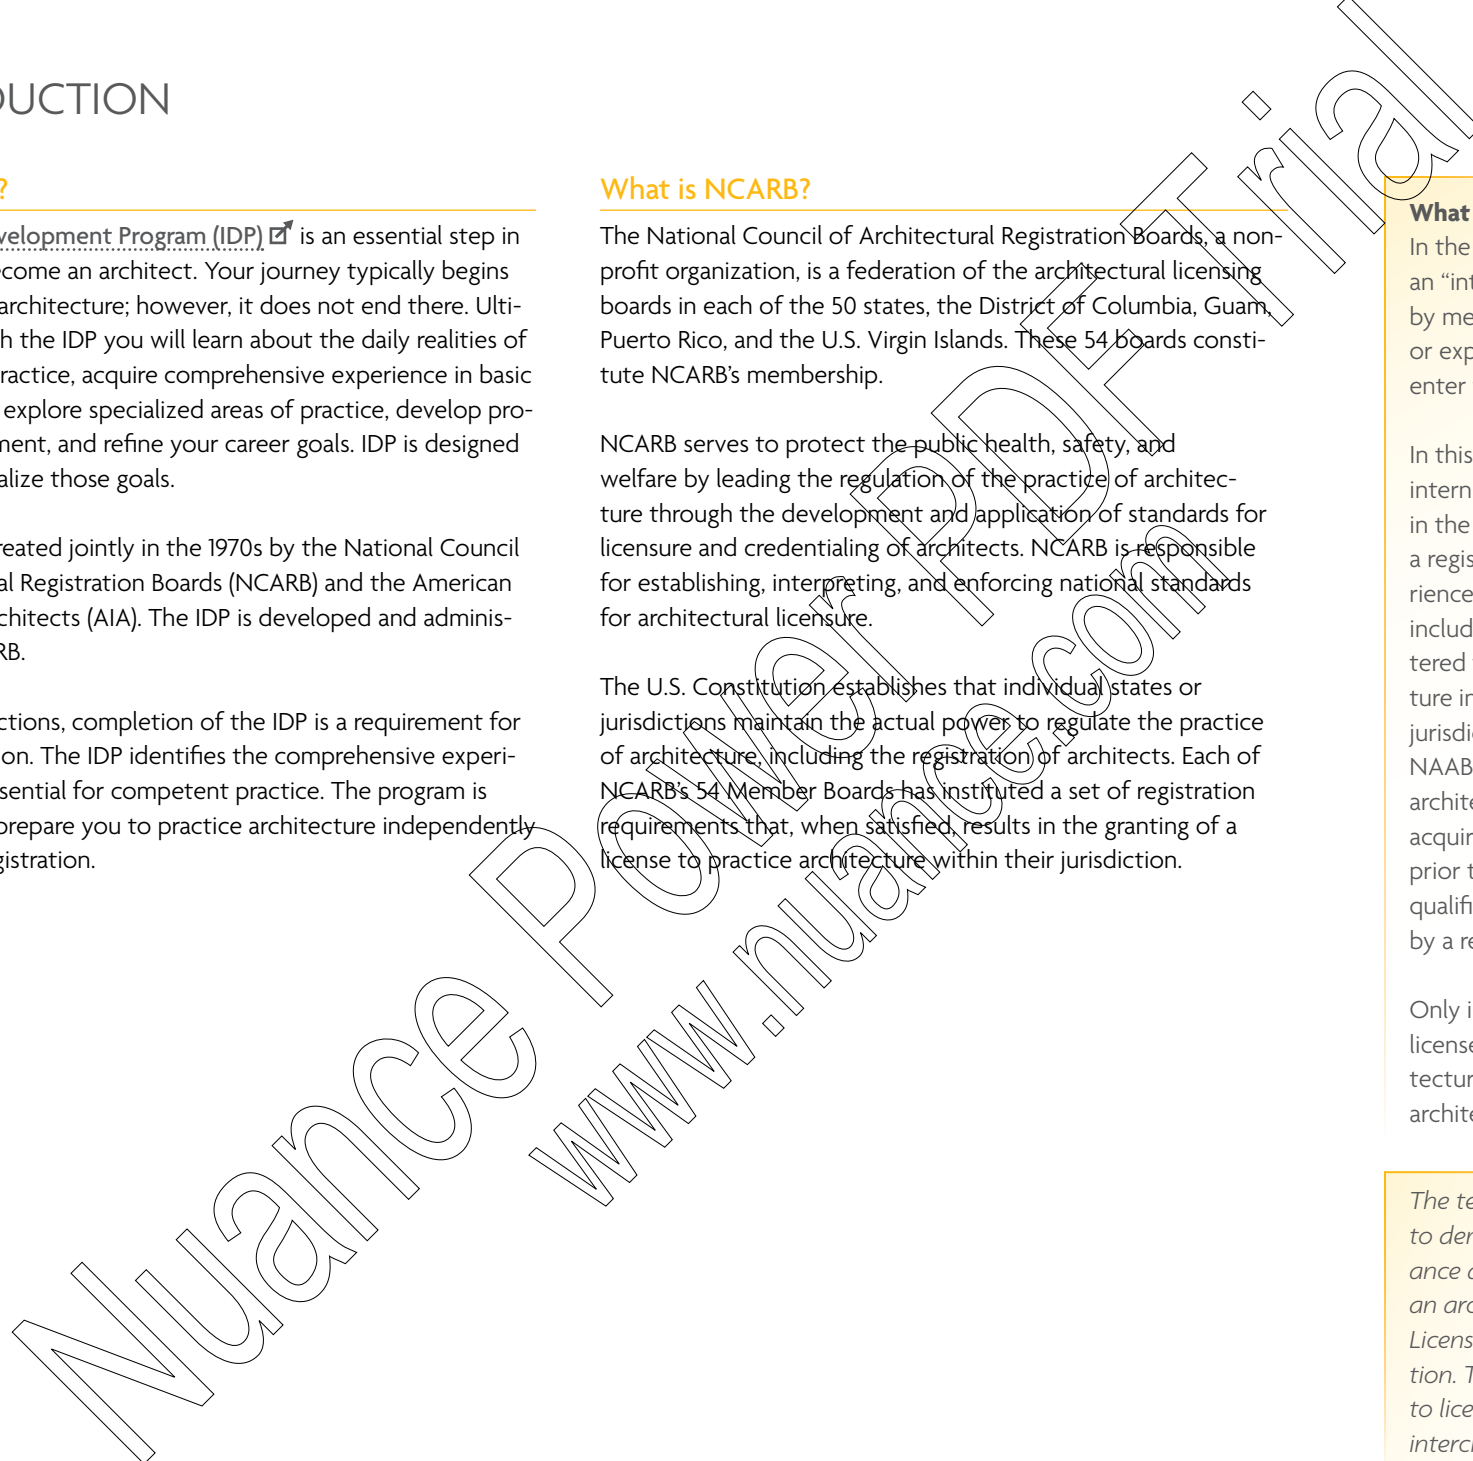 DUCTION
?
velopment Program (IDP) is an essential step in
ecome an architect. Your journey typically begins
architecture; however, it does not end there. Ulti-
h the IDP you will learn about the daily realities of
ractice, acquire comprehensive experience in basic
explore specialized areas of practice, develop pro-
ment, and refine your career goals. IDP is designed
alize those goals.
reated jointly in the 1970s by the National Council
al Registration Boards (NCARB) and the American
chitects (AIA). The IDP is developed and adminis-
RB.
ctions, completion of the IDP is a requirement for
on. The IDP identifies the comprehensive experi-
sential for competent practice. The program is
prepare you to practice architecture independently
gistration.
What is NCARB?
The National Council of Architectural Registration Boards, a non-
profit organization, is a federation of the architectural licensing
boards in each of the 50 states, the District of Columbia, Guam,
Puerto Rico, and the U.S. Virgin Islands. These 54 boards consti-
tute NCARB's membership.
NCARB serves to protect the public health, safety, and
welfare by leading the regulation of the practice of architec-
ture through the development and application of standards for
licensure and credentialing of architects. NCARB is responsible
for establishing, interpreting, and enforcing national standards
for architectural licensure.
The U.S. Constitution establishes that individual states or
jurisdictions maintain the actual power to regulate the practice
of architecture, including the registration of architects. Each of
NCARB's 54 Member Boards has instituted a set of registration
requirements that, when satisfied, results in the granting of a
license to practice architecture within their jurisdiction.
What
In the
an “int
by me
or exp
enter
In this
intern
in the
a regis
rience
includ
tered
ture in
jurisdi
NAAB
archite
acquir
prior t
qualifi
by a re
Only i
license
tectur
archite
The te
to der
ance o
an arc
Licens
tion. T
to lice
interc
Nuance Power PDF Trial
www.nuance.com